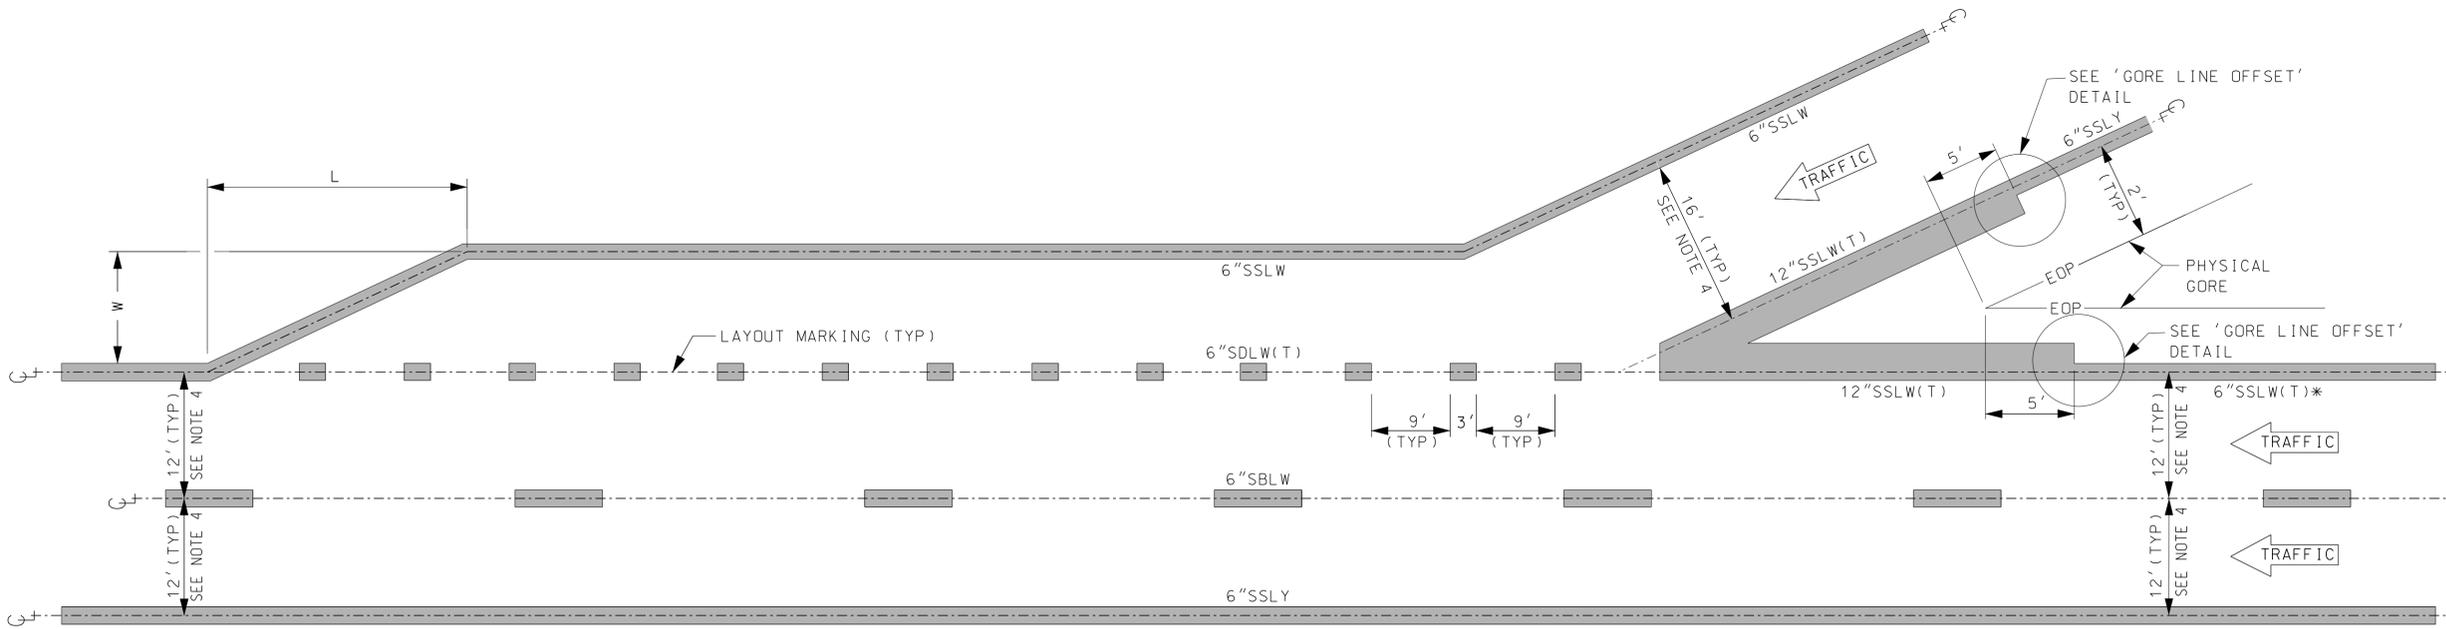 ℄
6"SSLW
SEE 'GORE LINE OFFSET'
DETAIL
℄
6"SSLY
5'
TRAFFIC
L
16' (TYP)
SEE NOTE 4
2'
(TYP)
12"SSLW(T)
6"SSLW
EOP
PHYSICAL
GORE
W
EOP
LAYOUT MARKING (TYP)
SEE 'GORE LINE OFFSET'
DETAIL
6"SDLW(T)
℄
12"SSLW(T)
6"SSLW(T)*
5'
9'
(TYP)
3'
9'
(TYP)
12'(TYP)
SEE NOTE 4
12'(TYP)
SEE NOTE 4
TRAFFIC
6"SBLW
℄
12'(TYP)
SEE NOTE 4
12'(TYP)
SEE NOTE 4
TRAFFIC
6"SSLY
℄